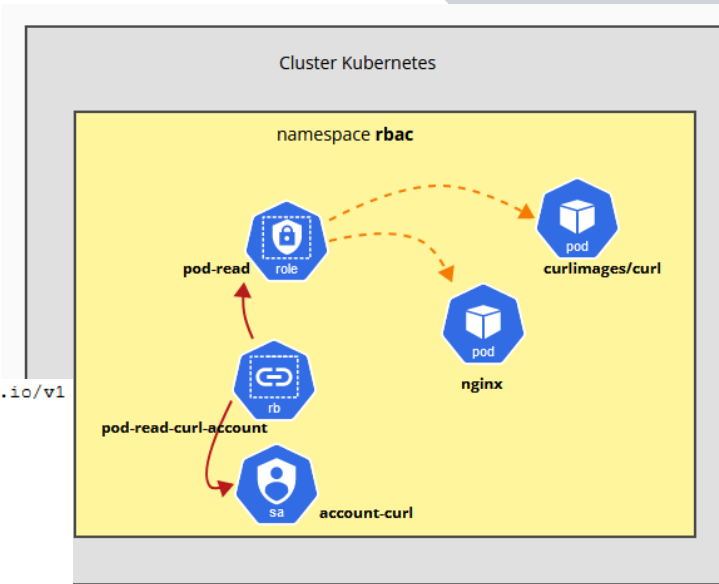 Cluster Kubernetes
namespace rbac
pod
curlimages/curl
pod-read
role
pod
nginx
.io/v1
rb
pod-read-curl-account
sa
account-curl